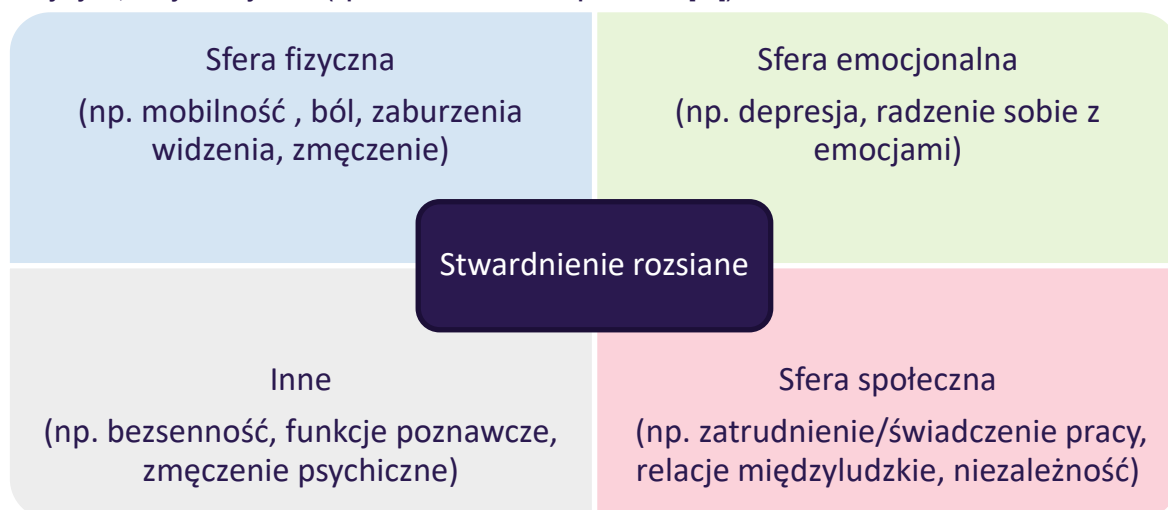 Sfera fizyczna
(np. mobilność , ból, zaburzenia
widzenia, zmęczenie)
Sfera emocjonalna
(np. depresja, radzenie sobie z
emocjami)
Stwardnienie rozsiane
Inne
(np. bezsenność, funkcje poznawcze,
zmęczenie psychiczne)
Sfera społeczna
(np. zatrudnienie/świadczenie pracy,
relacje międzyludzkie, niezależność)